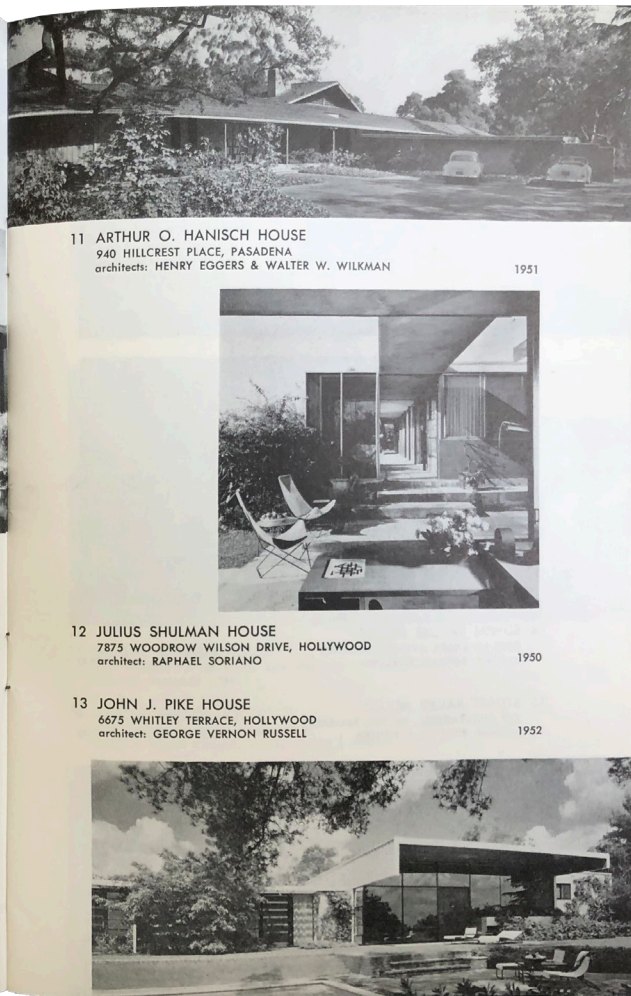 11 ARTHUR O. HANISCH HOUSE
940 HILLCREST PLACE, PASADENA
architects: HENRY EGGERS & WALTER W. WILKMAN 1951
12 JULIUS SHULMAN HOUSE
7875 WOODROW WILSON DRIVE, HOLLYWOOD
architect: RAPHAEL SORIANO 1950
13 JOHN J. PIKE HOUSE
6675 WHITLEY TERRACE, HOLLYWOOD
architect: GEORGE VERNON RUSSELL 1952